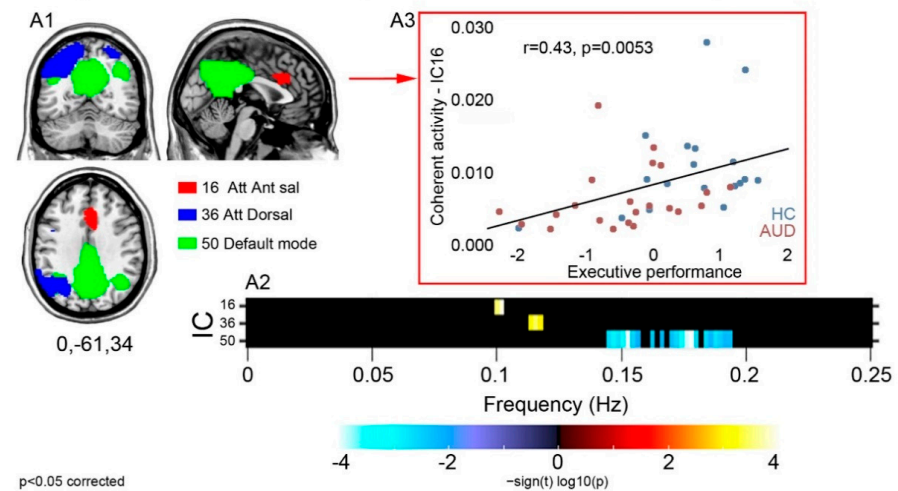 A1
16 Att Ant sal
36 Att Dorsal
50 Default mode
0,-61,34
A3
Coherent activity - IC16
0.030
0.020
0.010
0.000
r=0.43, p=0.0053
HC
AUD
-2
-1
0
1
2
Executive performance
A2
IC
16
36
50
0
0.05
0.1
0.15
0.2
0.25
Frequency (Hz)
-4
-2
0
2
4
−sign(t) log10(p)
p<0.05 corrected